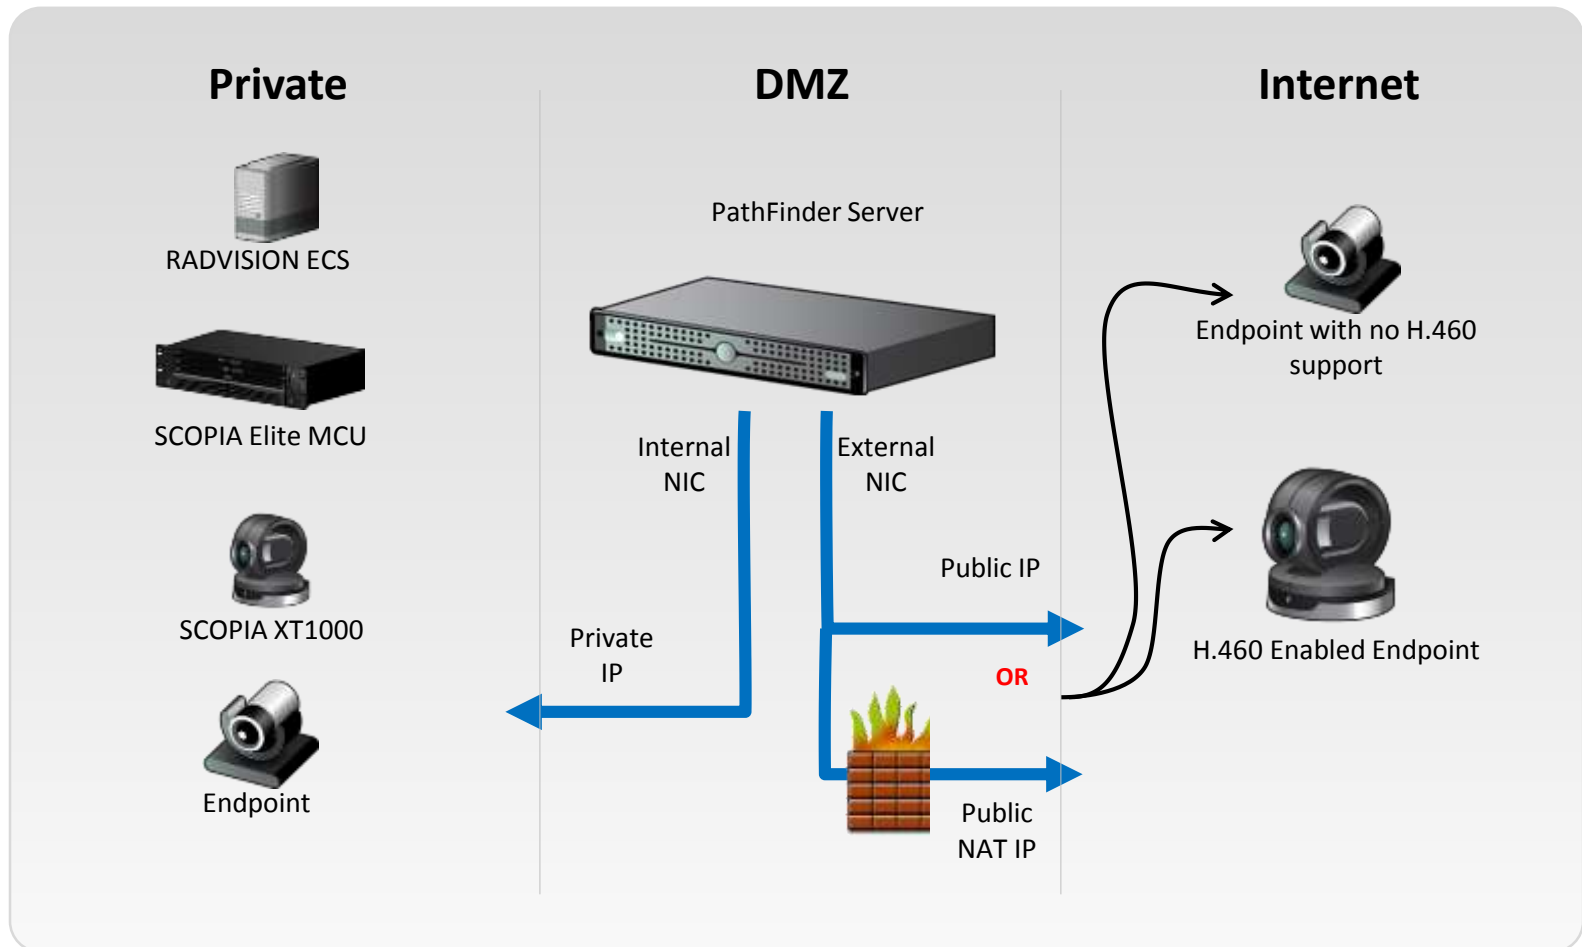 Private
DMZ
Internet
RADVISION ECS
SCOPIA Elite MCU
SCOPIA XT1000
Endpoint
PathFinder Server
Internal
NIC
External
NIC
Private
IP
Public IP
OR
Public
NAT IP
Endpoint with no H.460
support
H.460 Enabled Endpoint